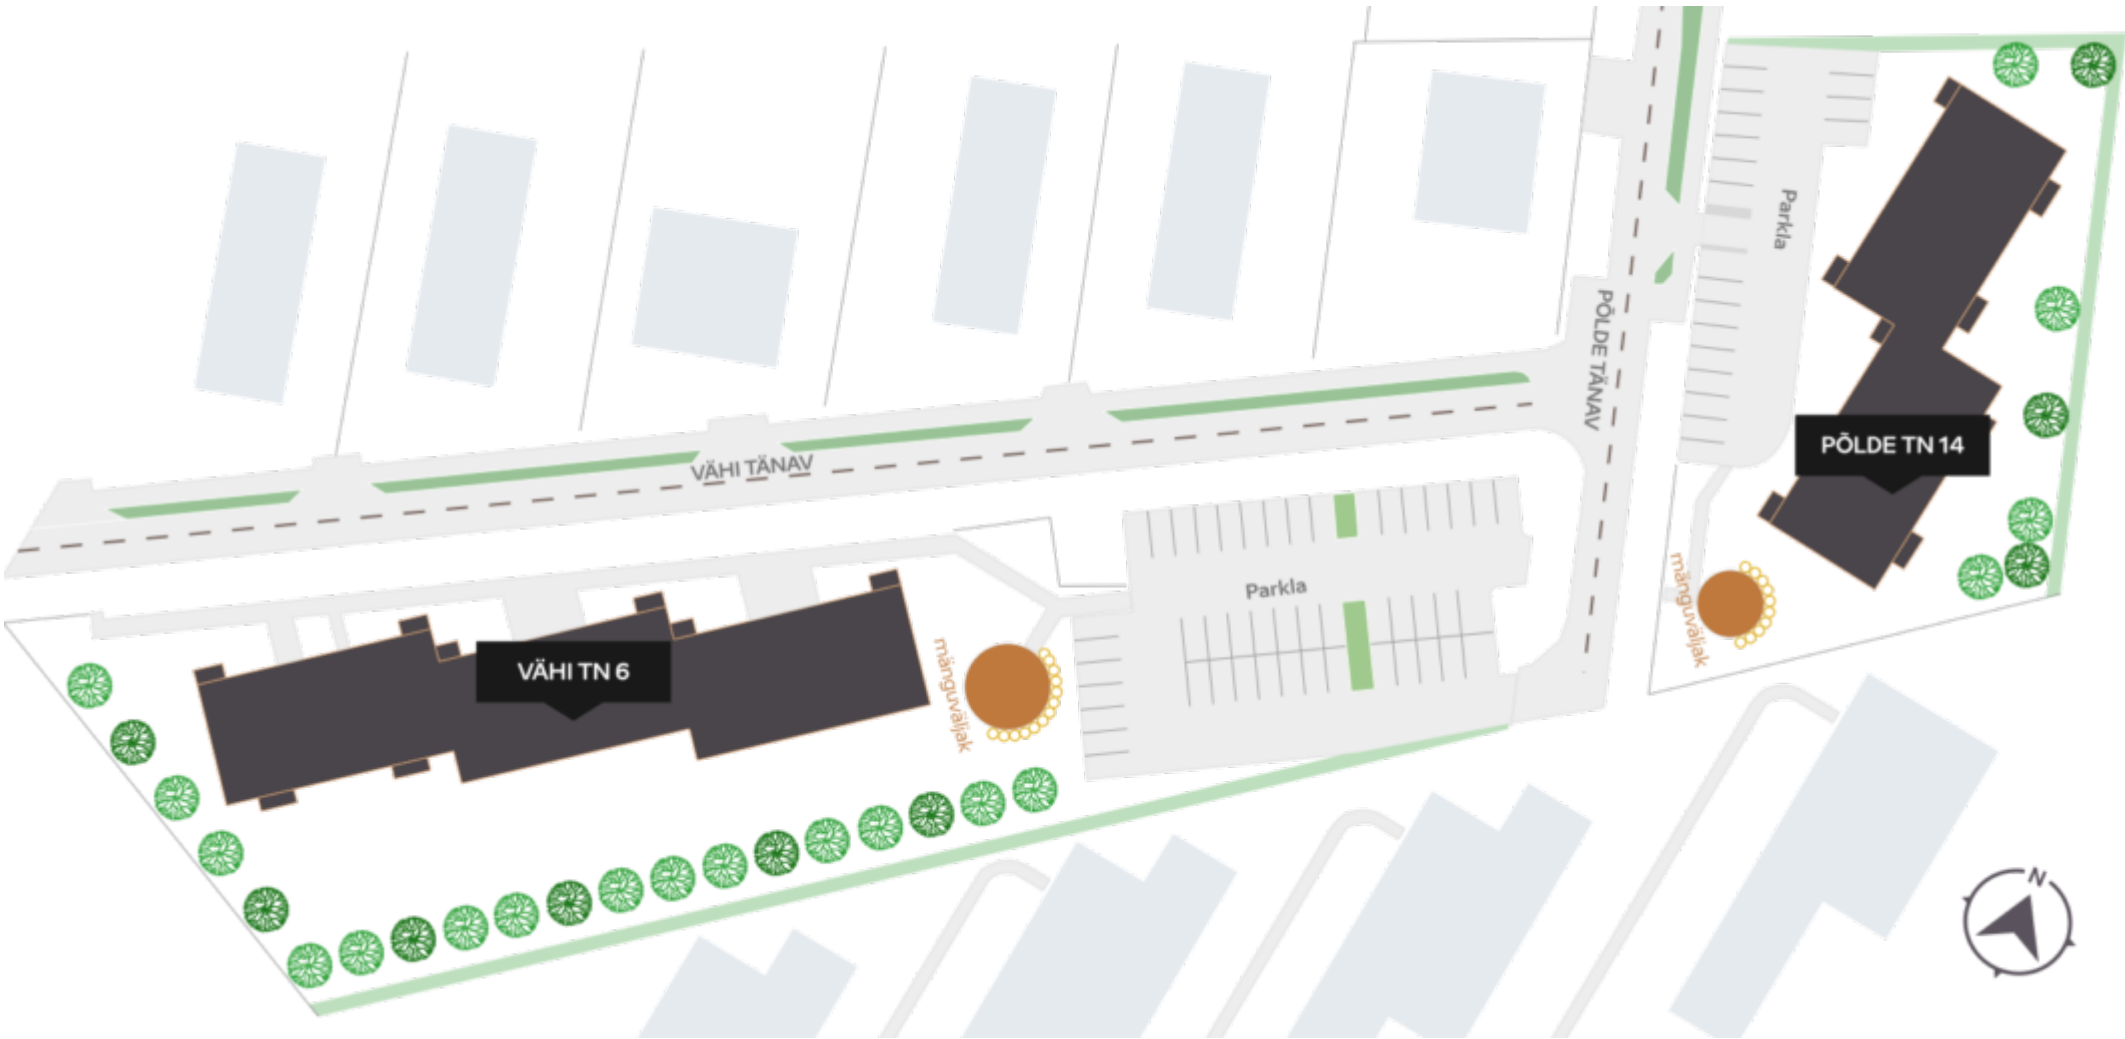 Parkla
PÕLDE TÄNAV
PÕLDE TN 14
VÄHI TÄNAV
Parkla
mänguväljak
VÄHI TN 6
mänguväljak
N